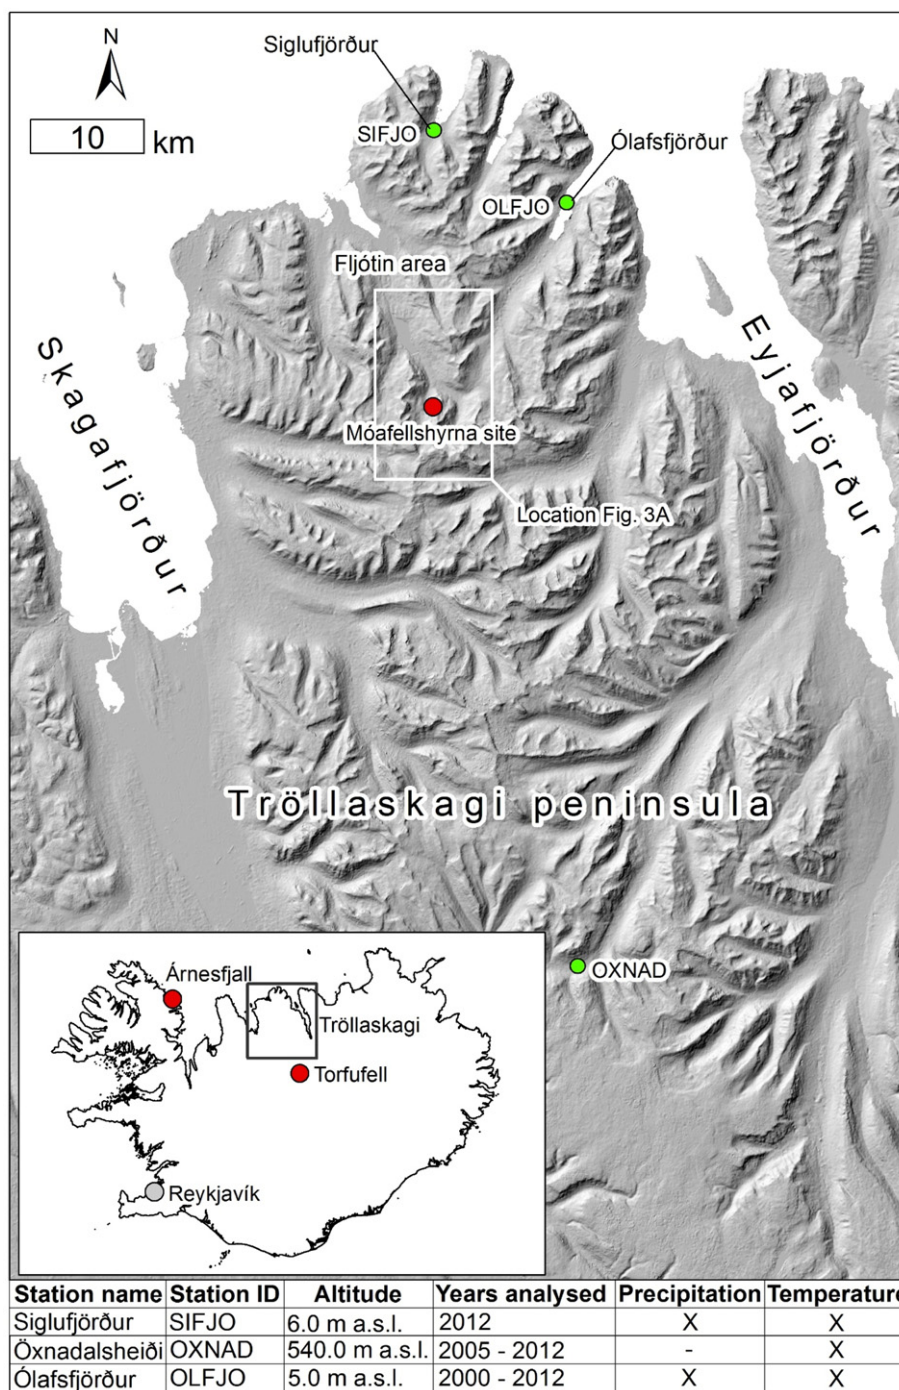 N
10 km
Siglufjörður
SIFJO
Ólafsfjörður
OLFJO
Fljótin area
Móafellshyrna site
Location Fig. 3A
Skagafjörður
Eyjafjörður
Tröllaskagi peninsula
OXNAD
Árnesfjall
Tröllaskagi
Torfufell
Reykjavík
Station name Station ID Altitude Years analysed Precipitation Temperature
Siglufjörður SIFJO 6.0 m a.s.l. 2012 X X
Öxnadalsheiði OXNAD 540.0 m a.s.l. 2005 - 2012 - X
Ólafsfjörður OLFJO 5.0 m a.s.l. 2000 - 2012 X X